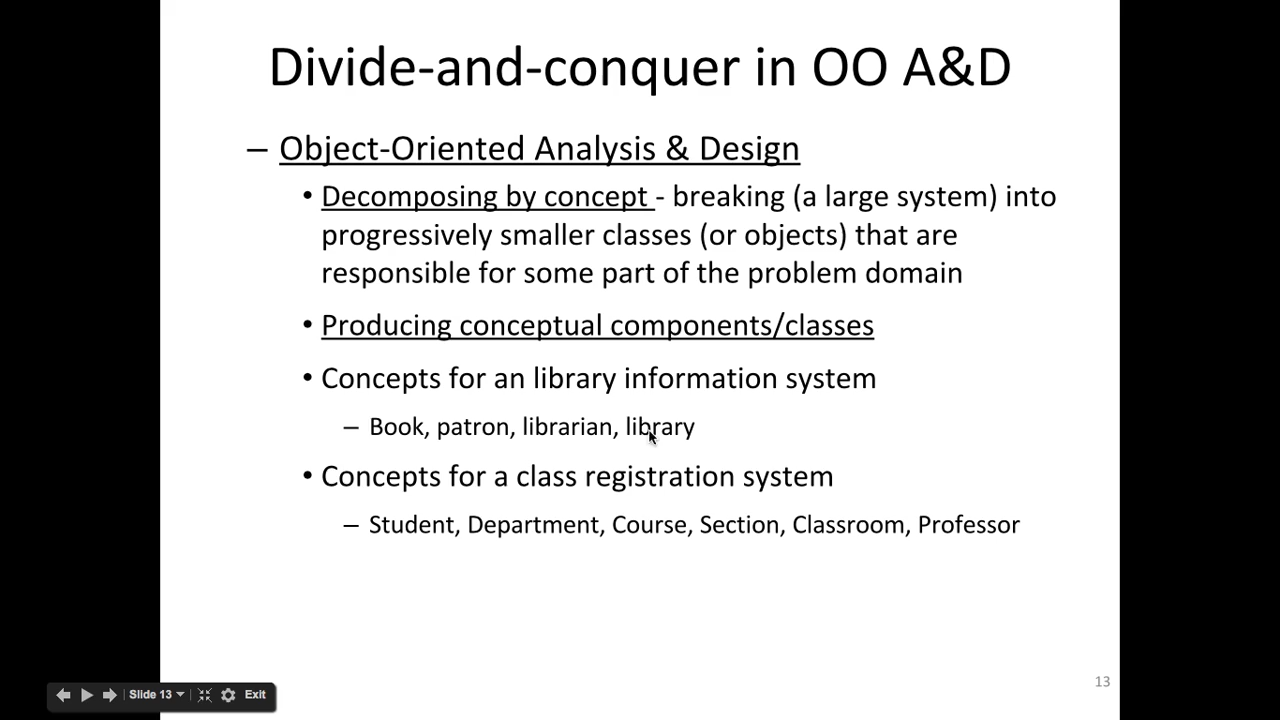 Divide-and-conquer in OO A&D
– Object-Oriented Analysis & Design
• Decomposing by concept - breaking (a large system) into
progressively smaller classes (or objects) that are
responsible for some part of the problem domain
• Producing conceptual components/classes
• Concepts for an library information system
– Book, patron, librarian, library
• Concepts for a class registration system
– Student, Department, Course, Section, Classroom, Professor
13
Slide 13 Exit